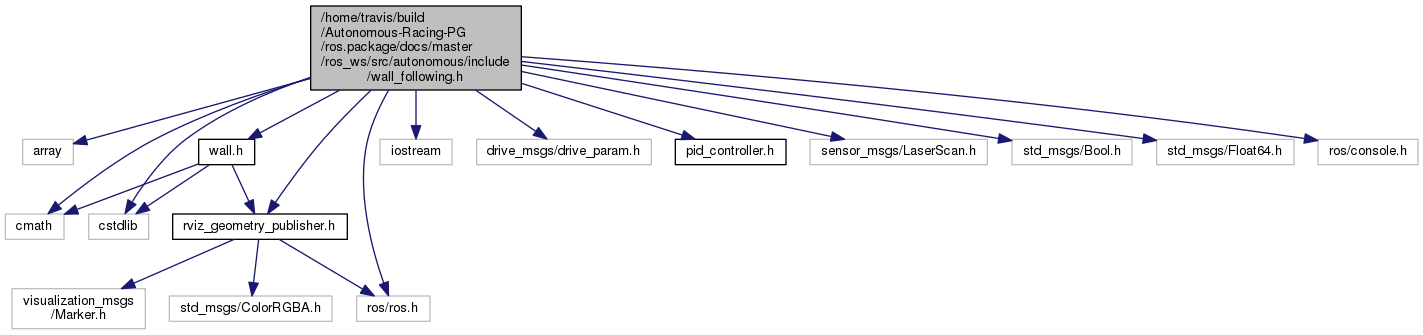 /home/travis/build
/Autonomous-Racing-PG
/ros.package/docs/master
/ros_ws/src/autonomous/include
/wall_following.h
array
wall.h
iostream
drive_msgs/drive_param.h
pid_controller.h
sensor_msgs/LaserScan.h
std_msgs/Bool.h
std_msgs/Float64.h
ros/console.h
cmath
cstdlib
rviz_geometry_publisher.h
visualization_msgs
/Marker.h
std_msgs/ColorRGBA.h
ros/ros.h